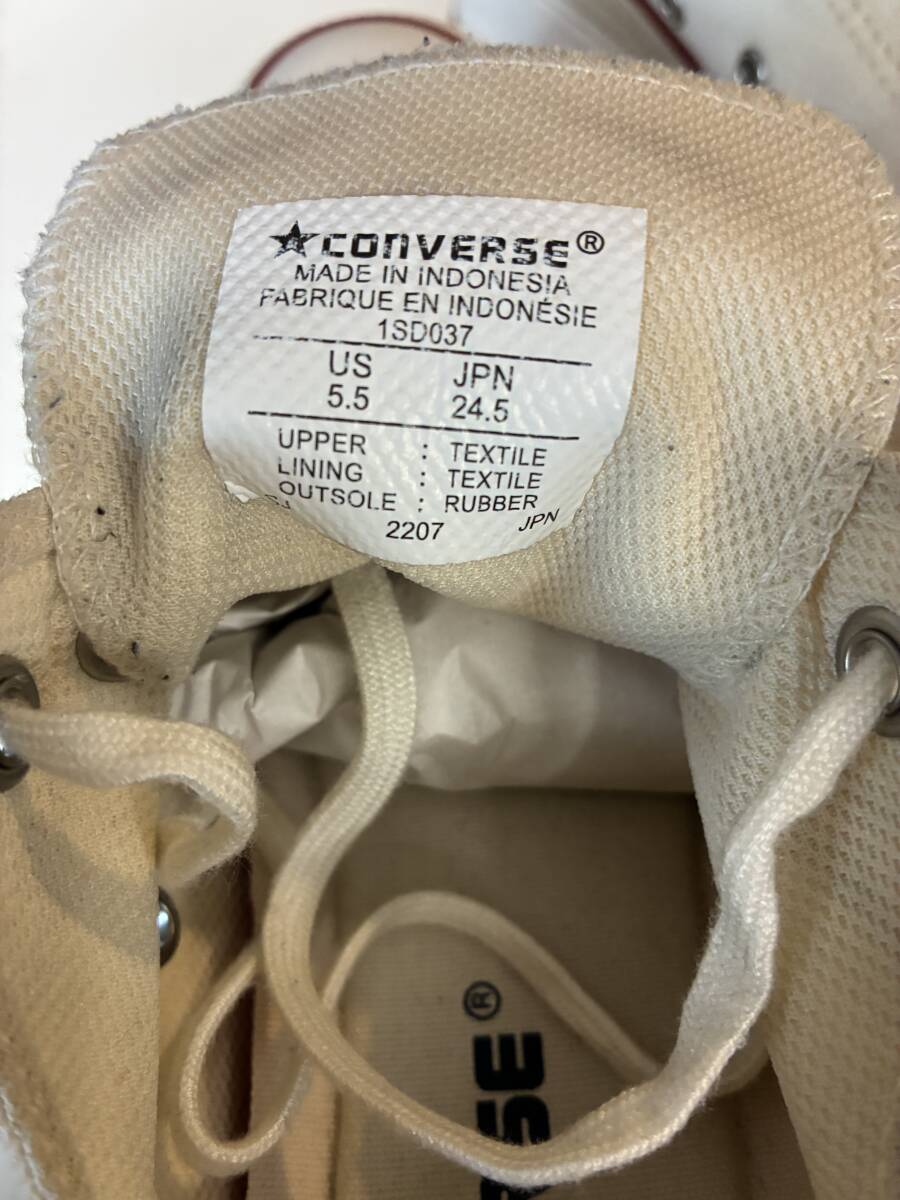 ★CONVERSE®
MADE IN INDONESIA
FABRIQUE EN INDONÉSIE
1SD037
US JPN
5.5 24.5
UPPER : TEXTILE
LINING : TEXTILE
OUTSOLE : RUBBER
2207 JPN
SE®